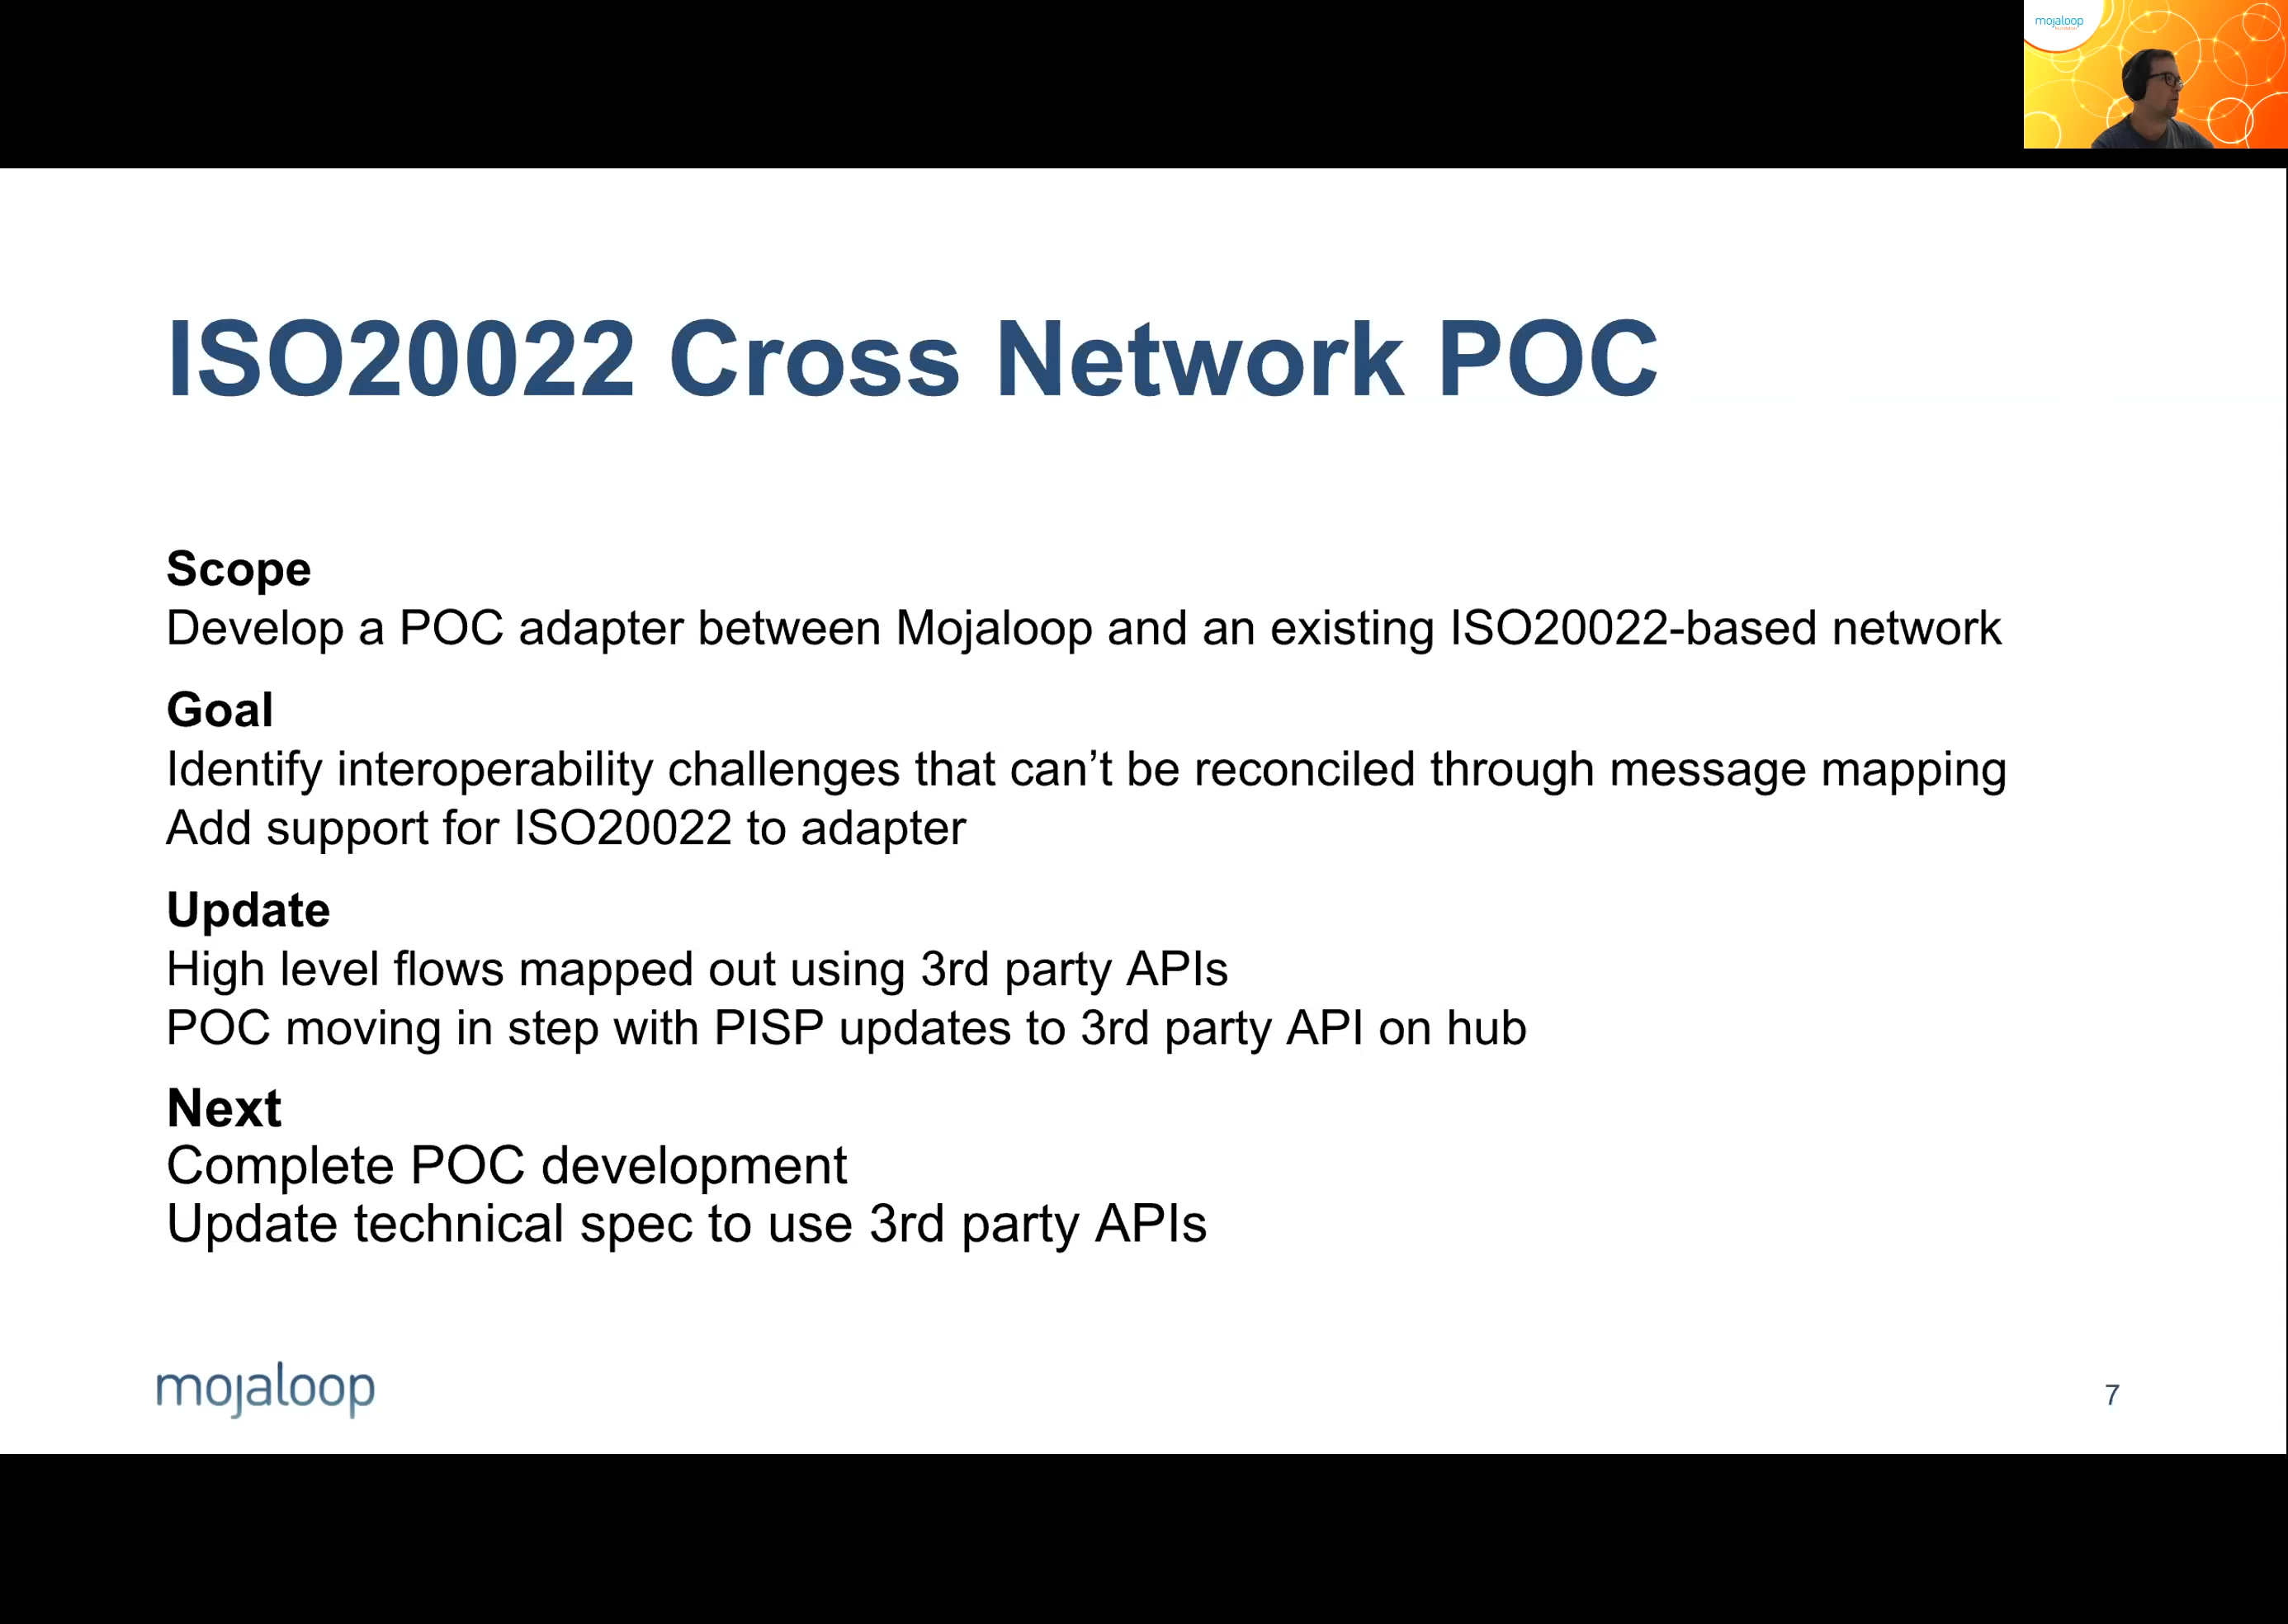 mojaloop
ISO20022 Cross Network POC
Scope
Develop a POC adapter between Mojaloop and an existing ISO20022-based network
Goal
Identify interoperability challenges that can’t be reconciled through message mapping
Add support for ISO20022 to adapter
Update
High level flows mapped out using 3rd party APIs
POC moving in step with PISP updates to 3rd party API on hub
Next
Complete POC development
Update technical spec to use 3rd party APIs
mojaloop
7